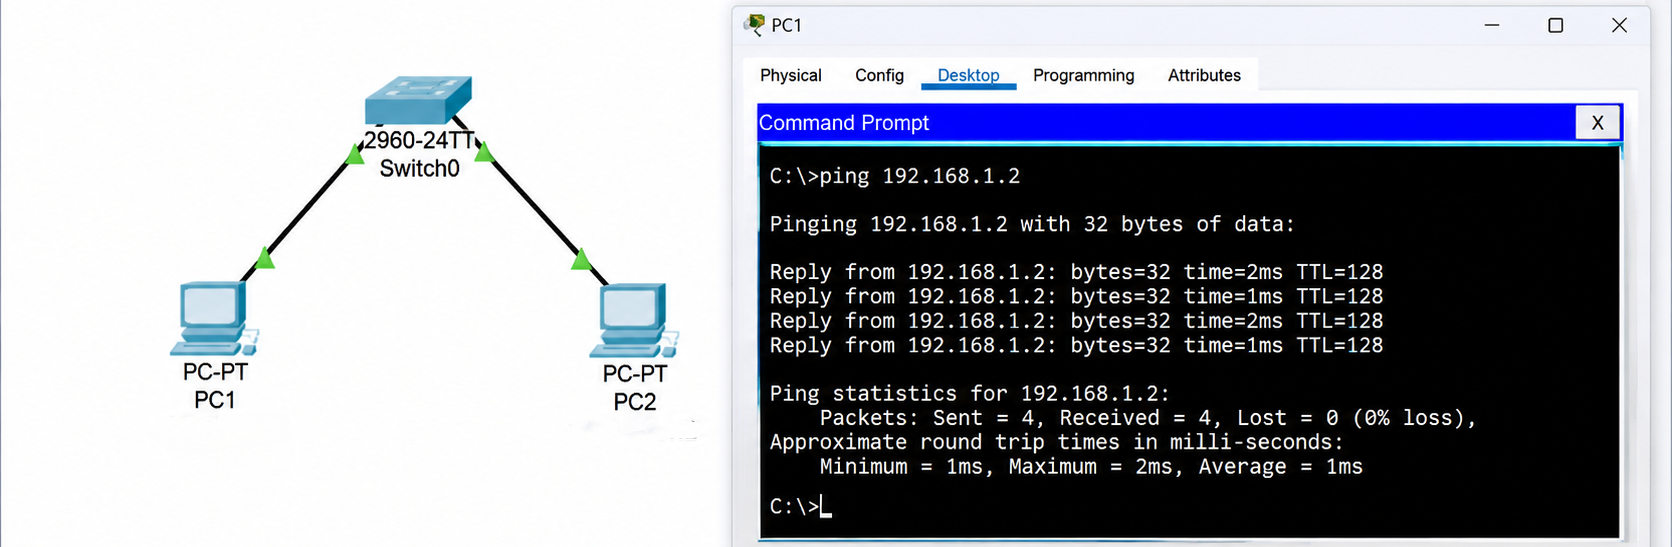 2960-24TT
Switch0
PC-PT
PC1
PC-PT
PC2
PC1
Physical Config Desktop Programming Attributes
Command Prompt X
C:\>ping 192.168.1.2
Pinging 192.168.1.2 with 32 bytes of data:
Reply from 192.168.1.2: bytes=32 time=2ms TTL=128
Reply from 192.168.1.2: bytes=32 time=1ms TTL=128
Reply from 192.168.1.2: bytes=32 time=2ms TTL=128
Reply from 192.168.1.2: bytes=32 time=1ms TTL=128
Ping statistics for 192.168.1.2:
Packets: Sent = 4, Received = 4, Lost = 0 (0% loss),
Approximate round trip times in milli-seconds:
Minimum = 1ms, Maximum = 2ms, Average = 1ms
C:\>